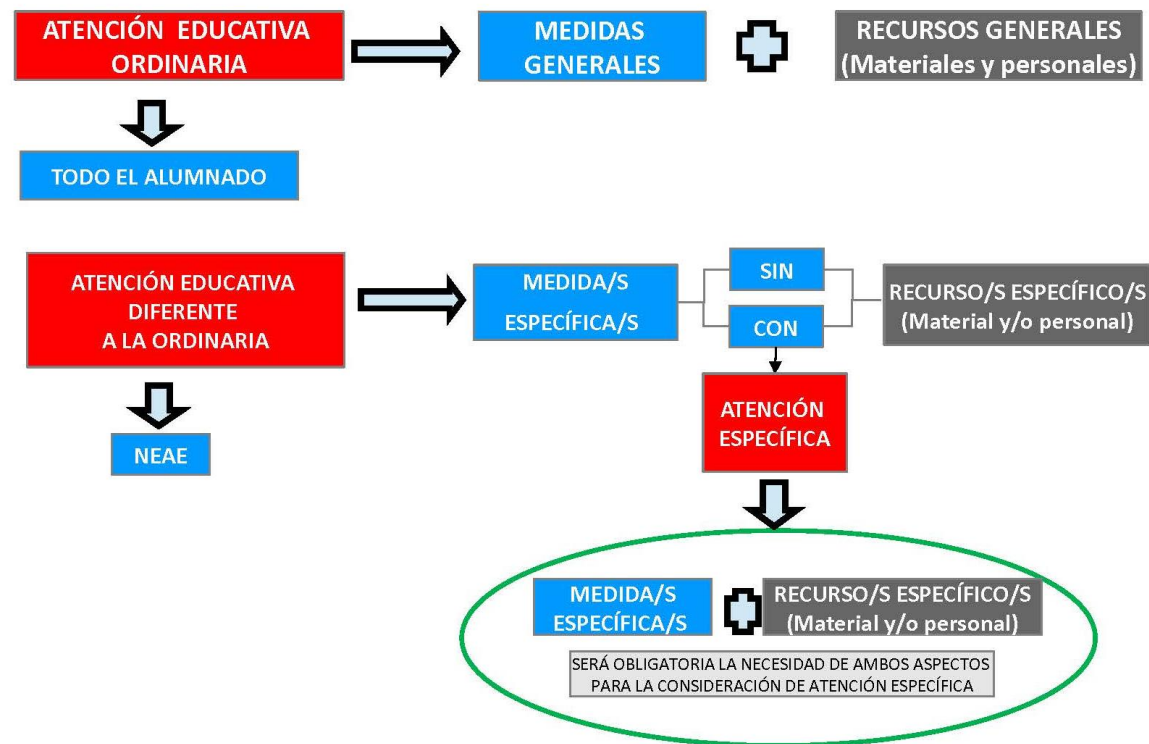 ATENCIÓN EDUCATIVA
ORDINARIA
MEDIDAS
GENERALES
RECURSOS GENERALES
(Materiales y personales)
TODO EL ALUMNADO
ATENCIÓN EDUCATIVA
DIFERENTE
A LA ORDINARIA
MEDIDA/S
ESPECÍFICA/S
SIN
CON
RECURSO/S ESPECÍFICO/S
(Material y/o personal)
NEAE
ATENCIÓN
ESPECÍFICA
MEDIDA/S
ESPECÍFICA/S
RECURSO/S ESPECÍFICO/S
(Material y/o personal)
SERÁ OBLIGATORIA LA NECESIDAD DE AMBOS ASPECTOS
PARA LA CONSIDERACIÓN DE ATENCIÓN ESPECÍFICA